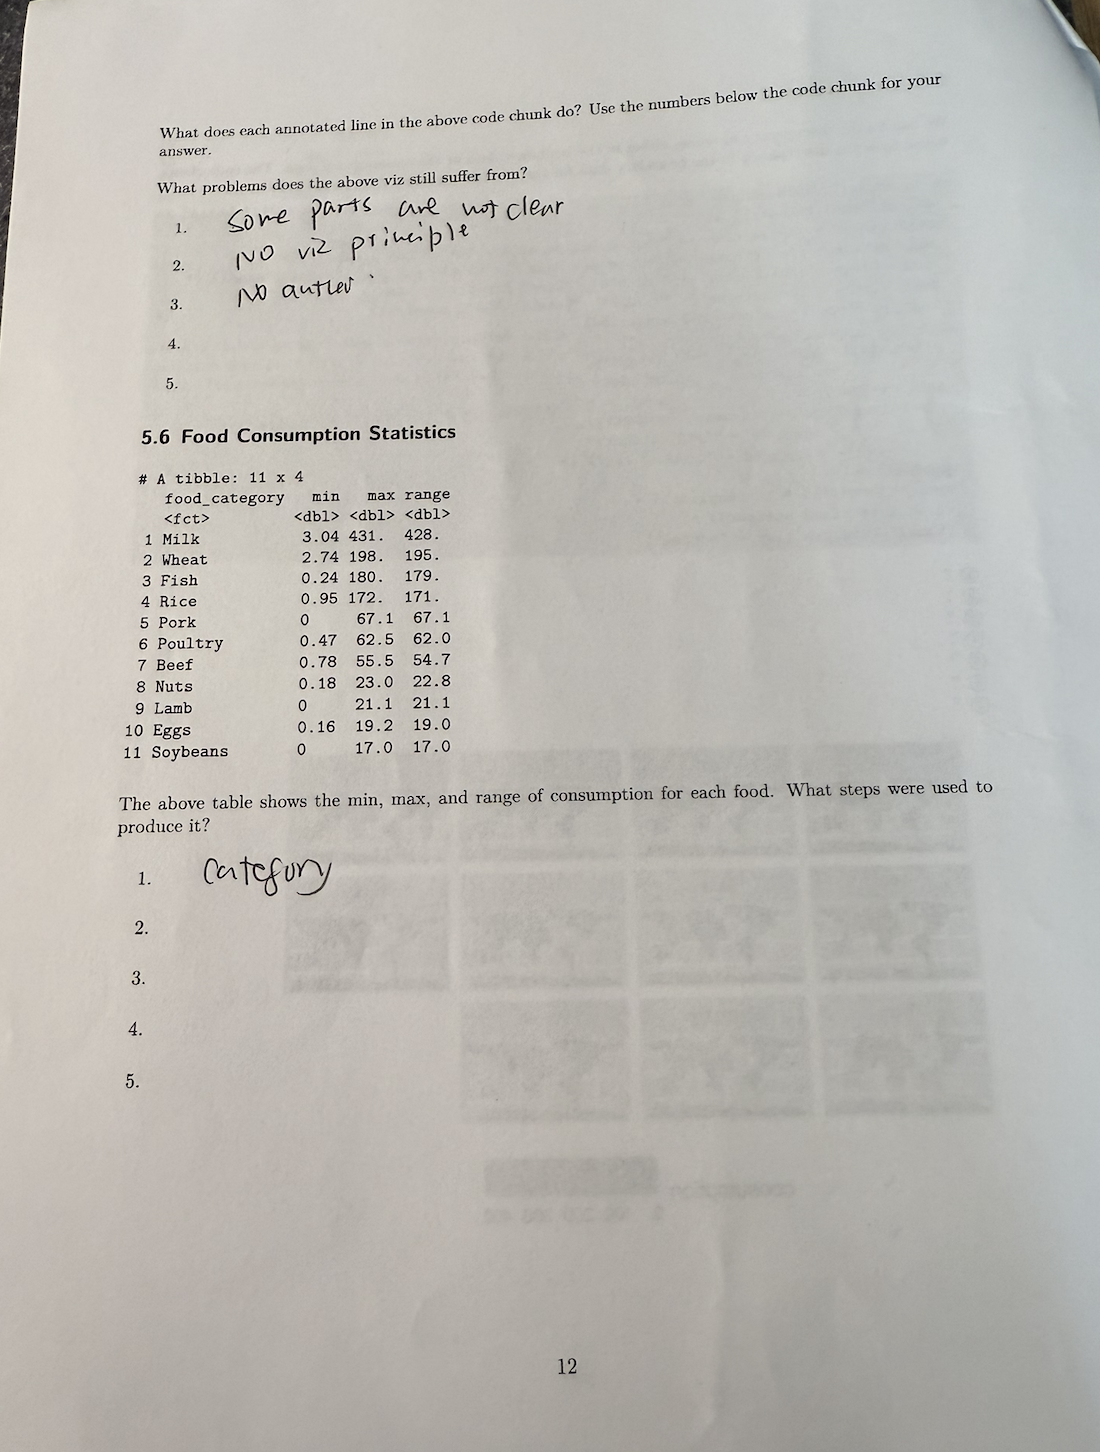 What does each annotated line in the above code chunk do? Use the numbers below the code chunk for your
answer.
What problems does the above viz still suffer from?
1. Some parts are not clear
2. NO viz principle
3. NO
4.
5.
5.6 Food Consumption Statistics
# A tibble: 11 x 4
food_category min max range
<fct> <dbl> <dbl> <dbl>
1 Milk 3.04 431. 428.
2 Wheat 2.74 198. 195.
3 Fish 0.24 180. 179.
4 Rice 0.95 172. 171.
5 Pork 0 67.1 67.1
6 Poultry 0.47 62.5 62.0
7 Beef 0.78 55.5 54.7
8 Nuts 0.18 23.0 22.8
9 Lamb 0 21.1 21.1
10 Eggs 0.16 19.2 19.0
11 Soybeans 0 17.0 17.0
The above table shows the min, max, and range of consumption for each food. What steps were used to
produce it?
1. Category
2.
3.
4.
5.
12